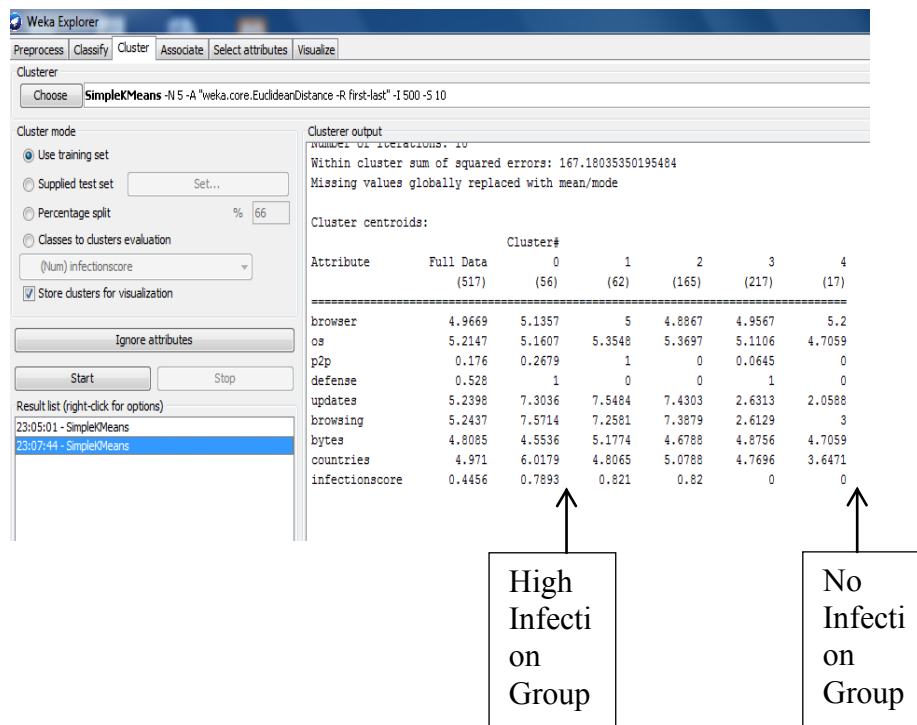 Weka Explorer
Preprocess Classify Cluster Associate Select attributes Visualize
Clusterer
Choose SimpleKMeans -N 5 -A "weka.core.EuclideanDistance -R first-last" -I 500 -S 10
Cluster mode
Use training set
Supplied test set Set...
Percentage split % 66
Classes to clusters evaluation
(Num) infectionscore
Store clusters for visualization
Ignore attributes
Start Stop
Result list (right-click for options)
23:05:01 - SimpleKMeans
23:07:44 - SimpleKMeans
Clusterer output
Number of iterations: 10
Within cluster sum of squared errors: 167.18035350195484
Missing values globally replaced with mean/mode
Cluster centroids:
Cluster#
Attribute Full Data 0 1 2 3 4
(517) (56) (62) (165) (217) (17)
==========================================================================
browser 4.9669 5.1357 5 4.8867 4.9567 5.2
os 5.2147 5.1607 5.3548 5.3697 5.1106 4.7059
p2p 0.176 0.2679 1 0 0.0645 0
defense 0.528 1 0 0 1 0
updates 5.2398 7.3036 7.5484 7.4303 2.6313 2.0588
browsing 5.2437 7.5714 7.2581 7.3879 2.6129 3
bytes 4.8085 4.5536 5.1774 4.6788 4.8756 4.7059
countries 4.971 6.0179 4.8065 5.0788 4.7696 3.6471
infectionscore 0.4456 0.7893 0.821 0.82 0 0
High
Infecti
on
Group
No
Infecti
on
Group